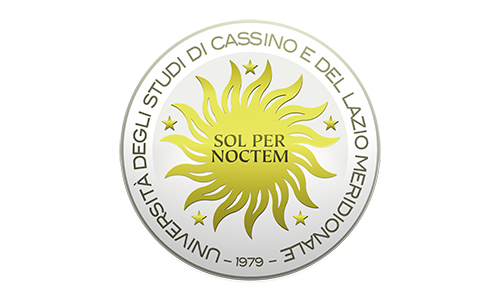 UNIVERSITÀ DEGLI STUDI DI CASSINO E DEL LAZIO MERIDIONALE
SOL PER
NOCTEM
- 1979 -